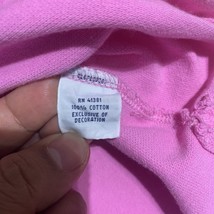 RN 41381
100% COTTON
EXCLUSIVE OF
DECORATION